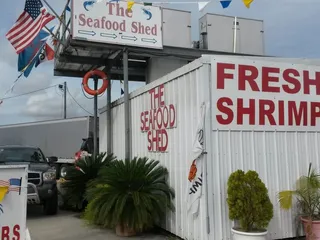 The
Seafood Shed
THE
SEAFOOD
SHED
FRESH
SHRIMP